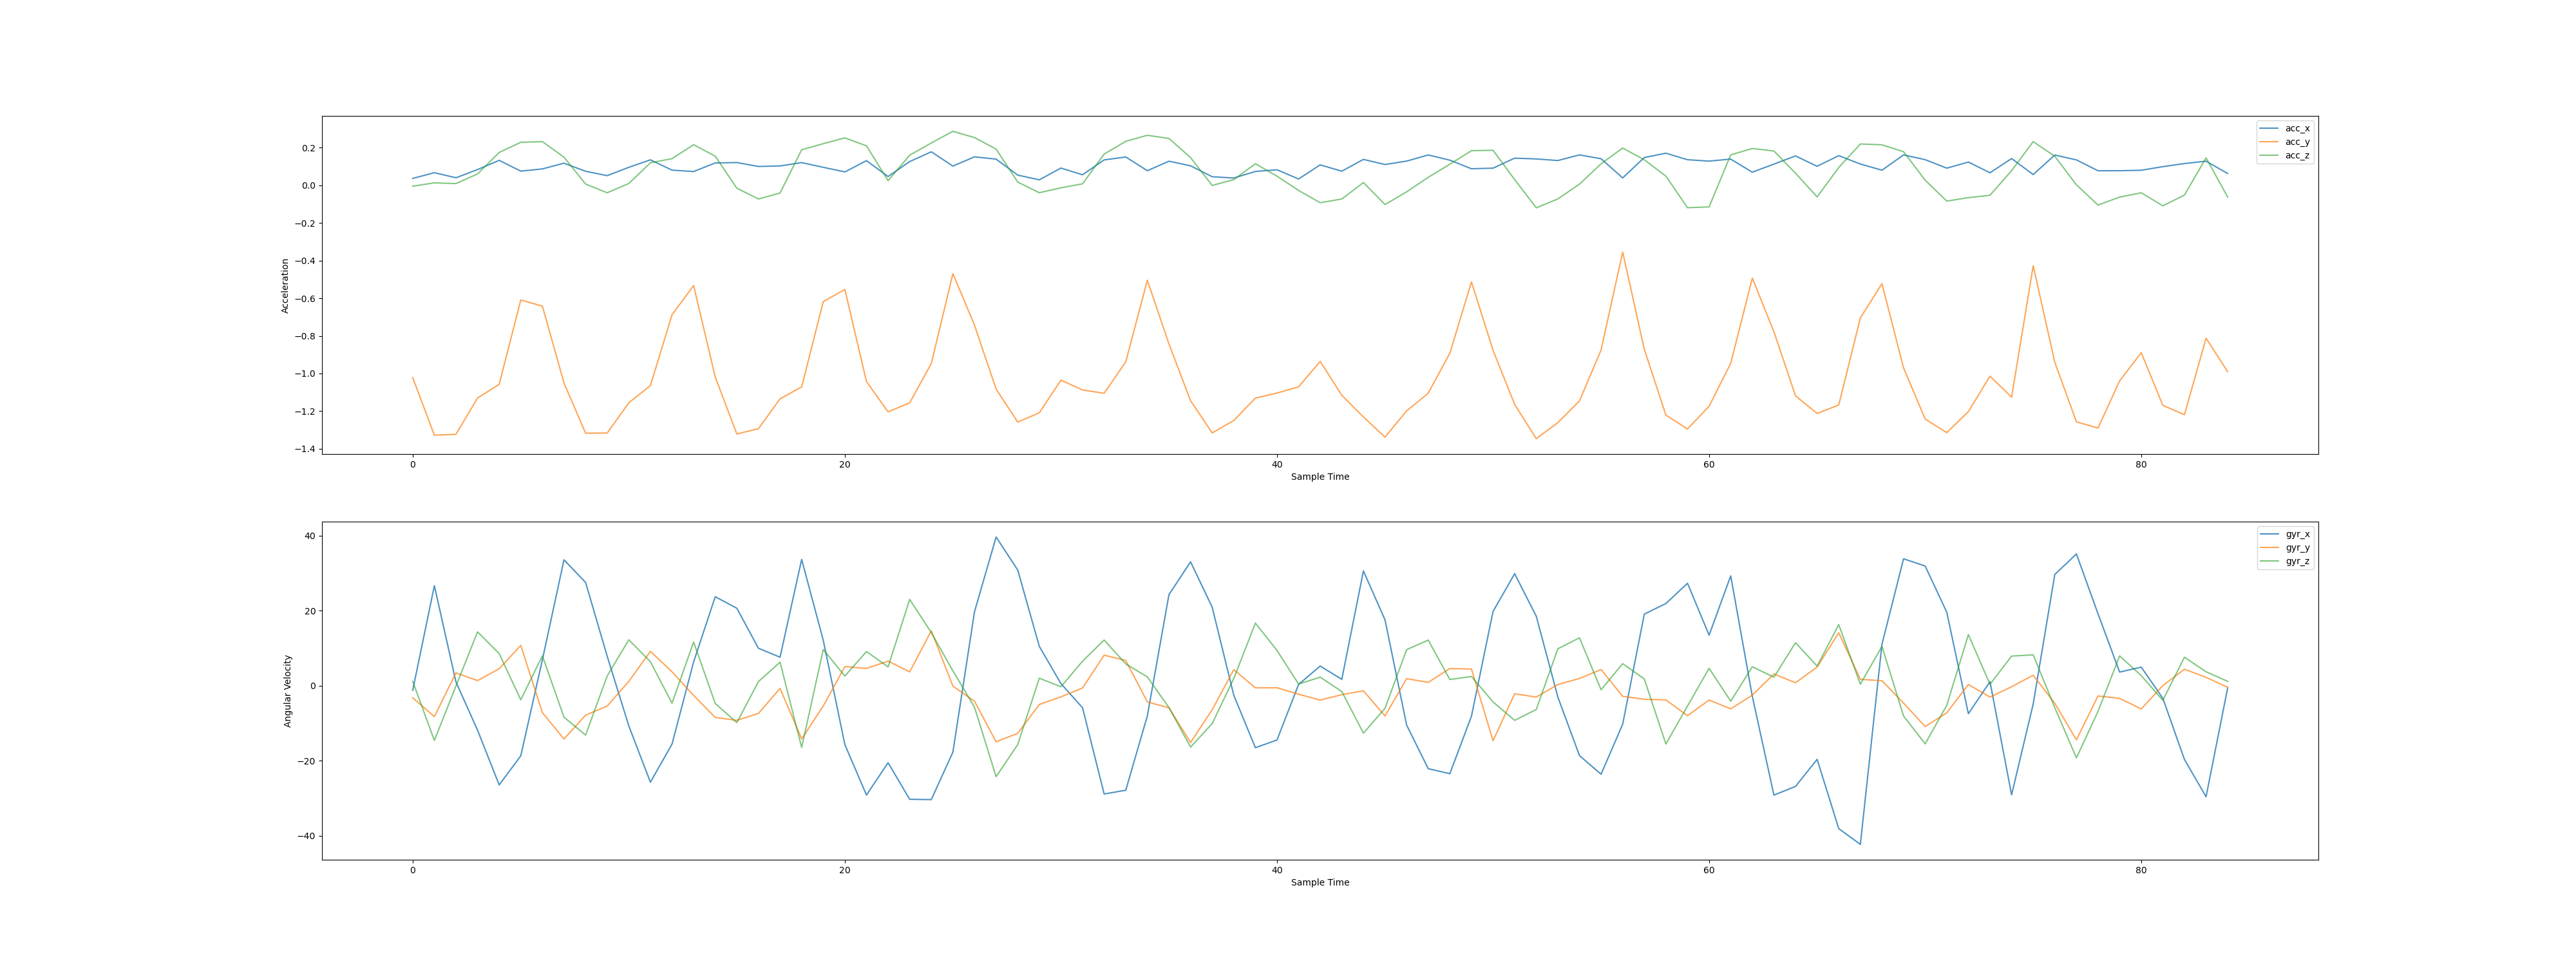 acc_x
acc_y
acc_z
0.2
0.0
−0.2
−0.4
−0.6
−0.8
−1.0
−1.2
−1.4
Acceleration
0 20 40 60 80
Sample Time
gyr_x
gyr_y
gyr_z
40
20
0
−20
−40
Angular Velocity
0 20 40 60 80
Sample Time